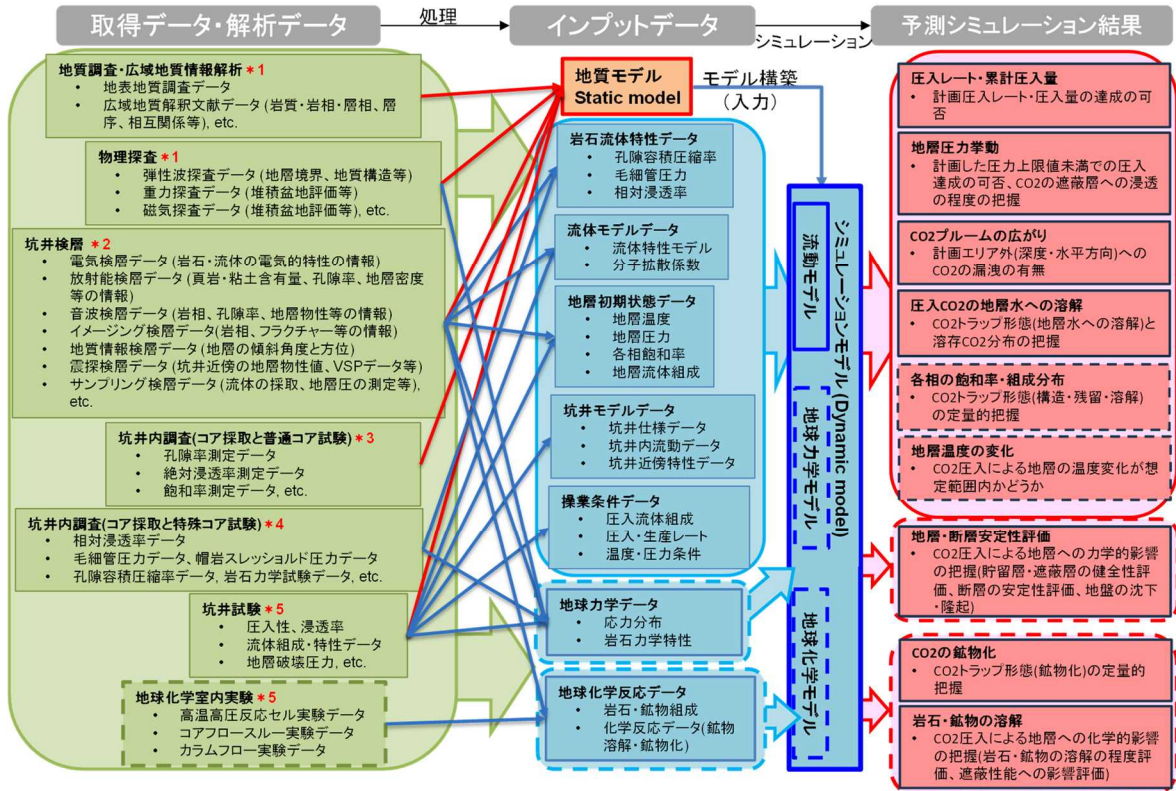 取得データ・解析データ
処理
インプットデータ
シミュレーション
予測シミュレーション結果
地質調査・広域地質情報解析＊1
• 地表地質調査データ
• 広域地質解釈文献データ (岩質・岩相・層相、層
序、相互関係等), etc.
物理探査＊1
• 弾性波探査データ (地層境界、地質構造等)
• 重力探査データ (堆積盆地評価等)
• 磁気探査データ (堆積盆地評価等), etc.
坑井検層 ＊2
• 電気検層データ (岩石・流体の電気的特性の情報)
• 放射能検層データ (頁岩・粘土含有量、孔隙率、地層密度
等の情報)
• 音波検層データ (岩相、孔隙率、地層物性等の情報)
• イメージング検層データ(岩相、フラクチャー等の情報)
• 地質情報検層データ (地層の傾斜角度と方位)
• 震探検層データ (坑井近傍の地層物性値、VSPデータ等)
• サンプリング検層データ (流体の採取、地層圧の測定等),
etc.
坑井内調査(コア採取と普通コア試験)＊3
• 孔隙率測定データ
• 絶対浸透率測定データ
• 飽和率測定データ, etc.
坑井内調査(コア採取と特殊コア試験)＊4
• 相対浸透率データ
• 毛細管圧力データ、帽岩スレッショルド圧力データ
• 孔隙容積圧縮率データ, 岩石力学試験データ, etc.
坑井試験 ＊5
• 圧入性、浸透率
• 流体組成・特性データ
• 地層破壊圧力, etc.
地球化学室内実験＊5
• 高温高圧反応セル実験データ
• コアフロースルー実験データ
• カラムフロー実験データ
地質モデル
Static model
モデル構築
（入力）
岩石流体特性データ
• 孔隙容積圧縮率
• 毛細管圧力
• 相対浸透率
流体モデルデータ
• 流体特性モデル
• 分子拡散係数
地層初期状態データ
• 地層温度
• 地層圧力
• 各相飽和率
• 地層流体組成
坑井モデルデータ
• 坑井仕様データ
• 坑井内流動データ
• 坑井近傍特性データ
操業条件データ
• 圧入流体組成
• 圧入・生産レート
• 温度・圧力条件
地球力学データ
• 応力分布
• 岩石力学特性
地球化学反応データ
• 岩石・鉱物組成
• 化学反応データ(鉱物
溶解・鉱物化)
シミュレーションモデル(Dynamic model)
流動モデル
地球力学モデル
地球化学モデル
圧入レート・累計圧入量
• 計画圧入レート・圧入量の達成の可
否
地層圧力挙動
• 計画した圧力上限値未満での圧入
達成の可否、CO2の遮蔽層への浸透
の程度の把握
CO2プルームの広がり
• 計画エリア外(深度・水平方向)への
CO2の漏洩の有無
圧入CO2の地層水への溶解
• CO2トラップ形態(地層水への溶解)と
溶存CO2分布の把握
各相の飽和率・組成分布
• CO2トラップ形態(構造・残留・溶解)
の定量的把握
地層温度の変化
• CO2圧入による地層の温度変化が想
定範囲内かどうか
地層・断層安定性評価
• CO2圧入による地層への力学的影響
の把握(貯留層・遮蔽層の健全性評
価、断層の安定性評価、地盤の沈下
・隆起)
CO2の鉱物化
• CO2トラップ形態(鉱物化)の定量的
把握
岩石・鉱物の溶解
• CO2圧入による地層への化学的影響
の把握(岩石・鉱物の溶解の程度評
価、遮蔽性能への影響評価)